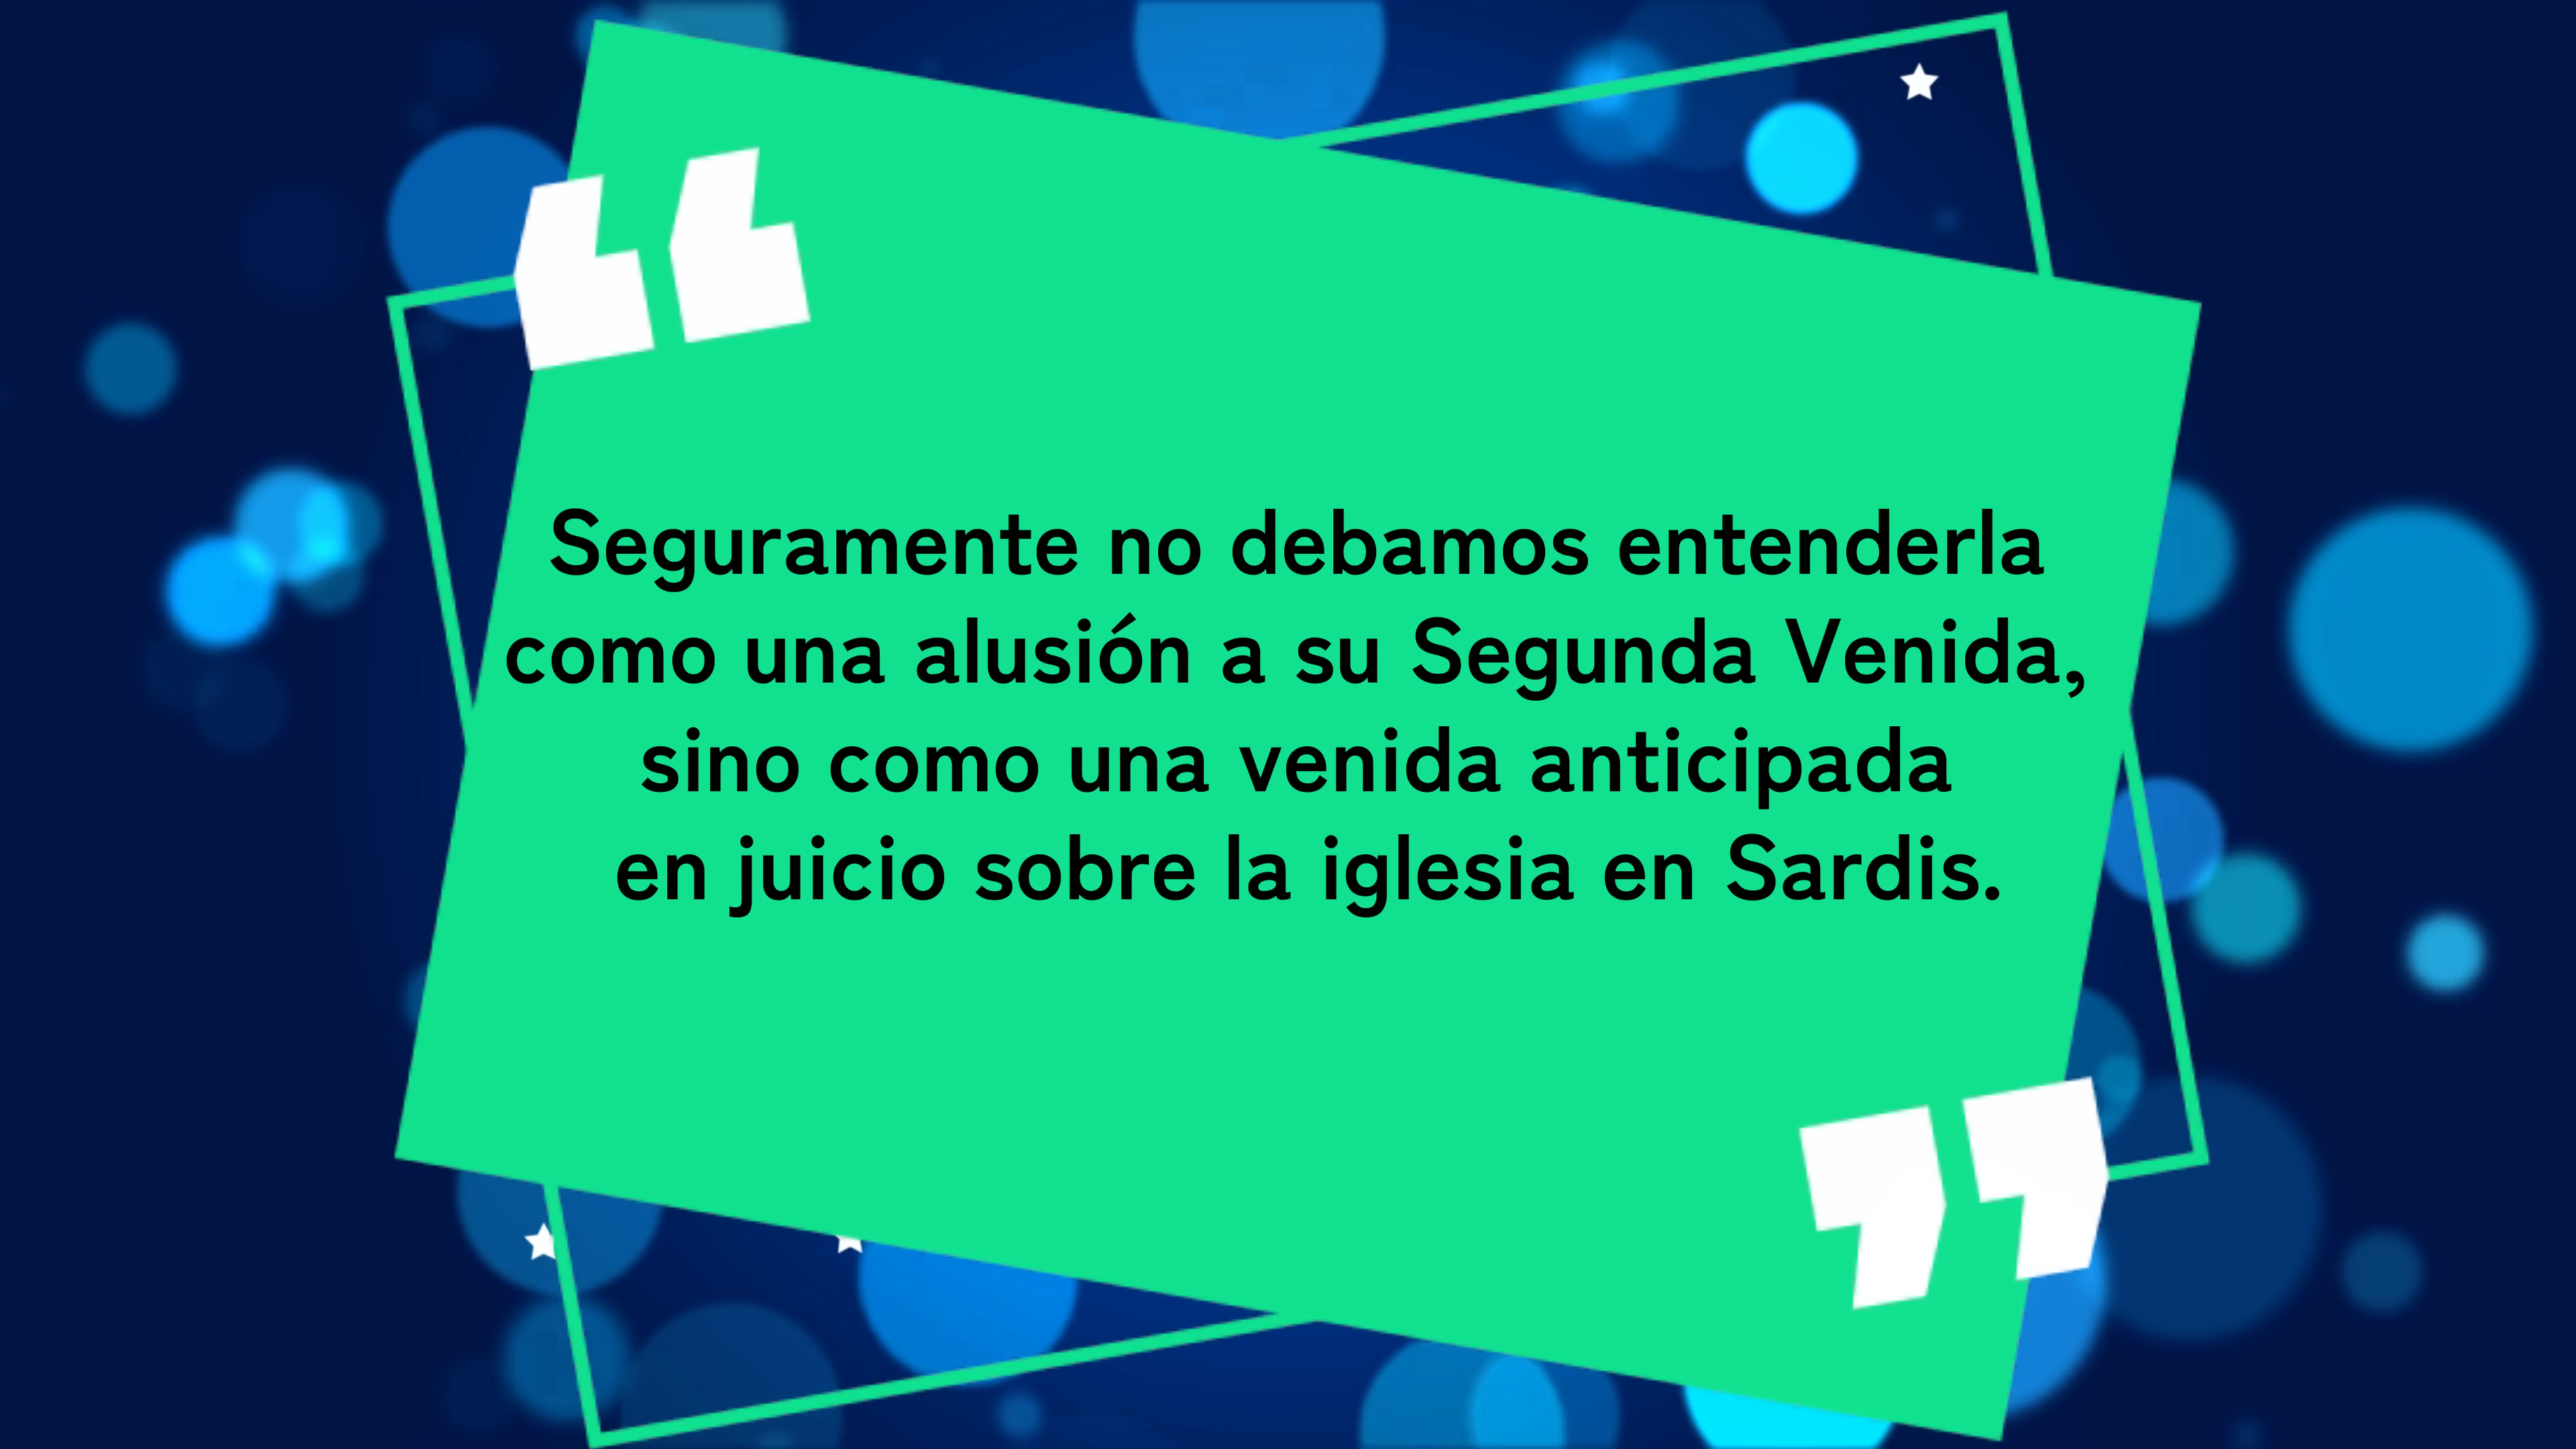 Seguramente no debamos entenderla
como una alusión a su Segunda Venida,
sino como una venida anticipada
en juicio sobre la iglesia en Sardis.